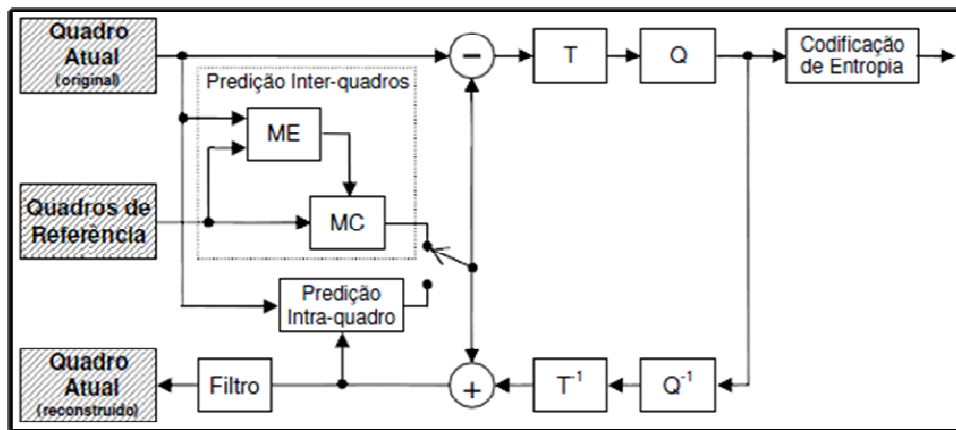 Quadro
Atual
(original)
Predição Inter-quadros
ME
MC
Quadros de
Referência
Predição
Intra-quadro
Quadro
Atual
(reconstruido)
Filtro
−
T
Q
Codificação
de Entropia
+
T⁻¹
Q⁻¹